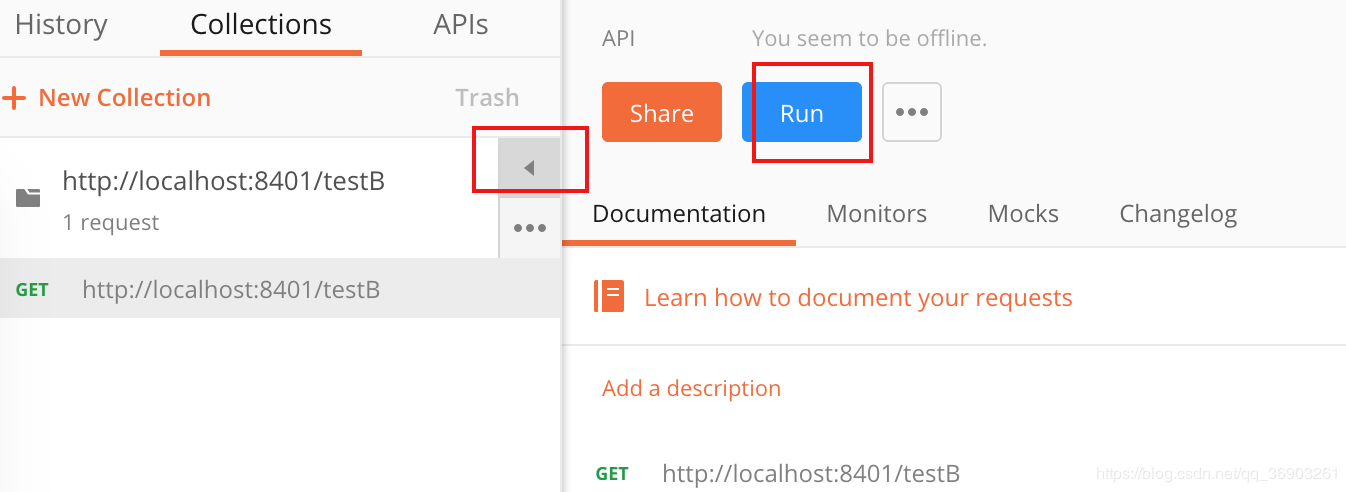 History Collections APIs
+ New Collection Trash
http://localhost:8401/testB
1 request
GET http://localhost:8401/testB
API You seem to be offline.
Share Run
Documentation Monitors Mocks Changelog
Learn how to document your requests
Add a description
GET http://localhost:8401/testB
https://blog.csdn.net/qq_36903261